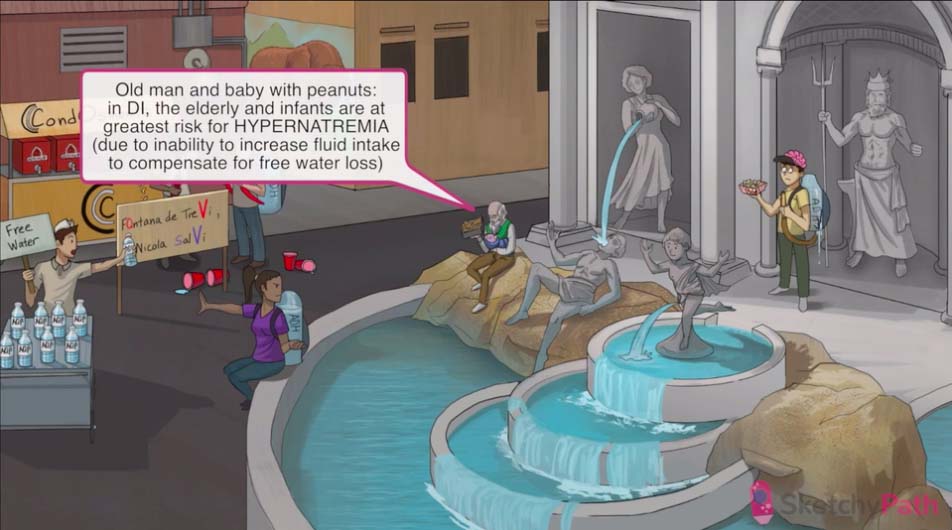 Old man and baby with peanuts:
in DI, the elderly and infants are at
greatest risk for HYPERNATREMIA
(due to inability to increase fluid intake
to compensate for free water loss)
Free
Water
Fontana de TreVi,
Nicola SalVi
ADH
SketchyPath